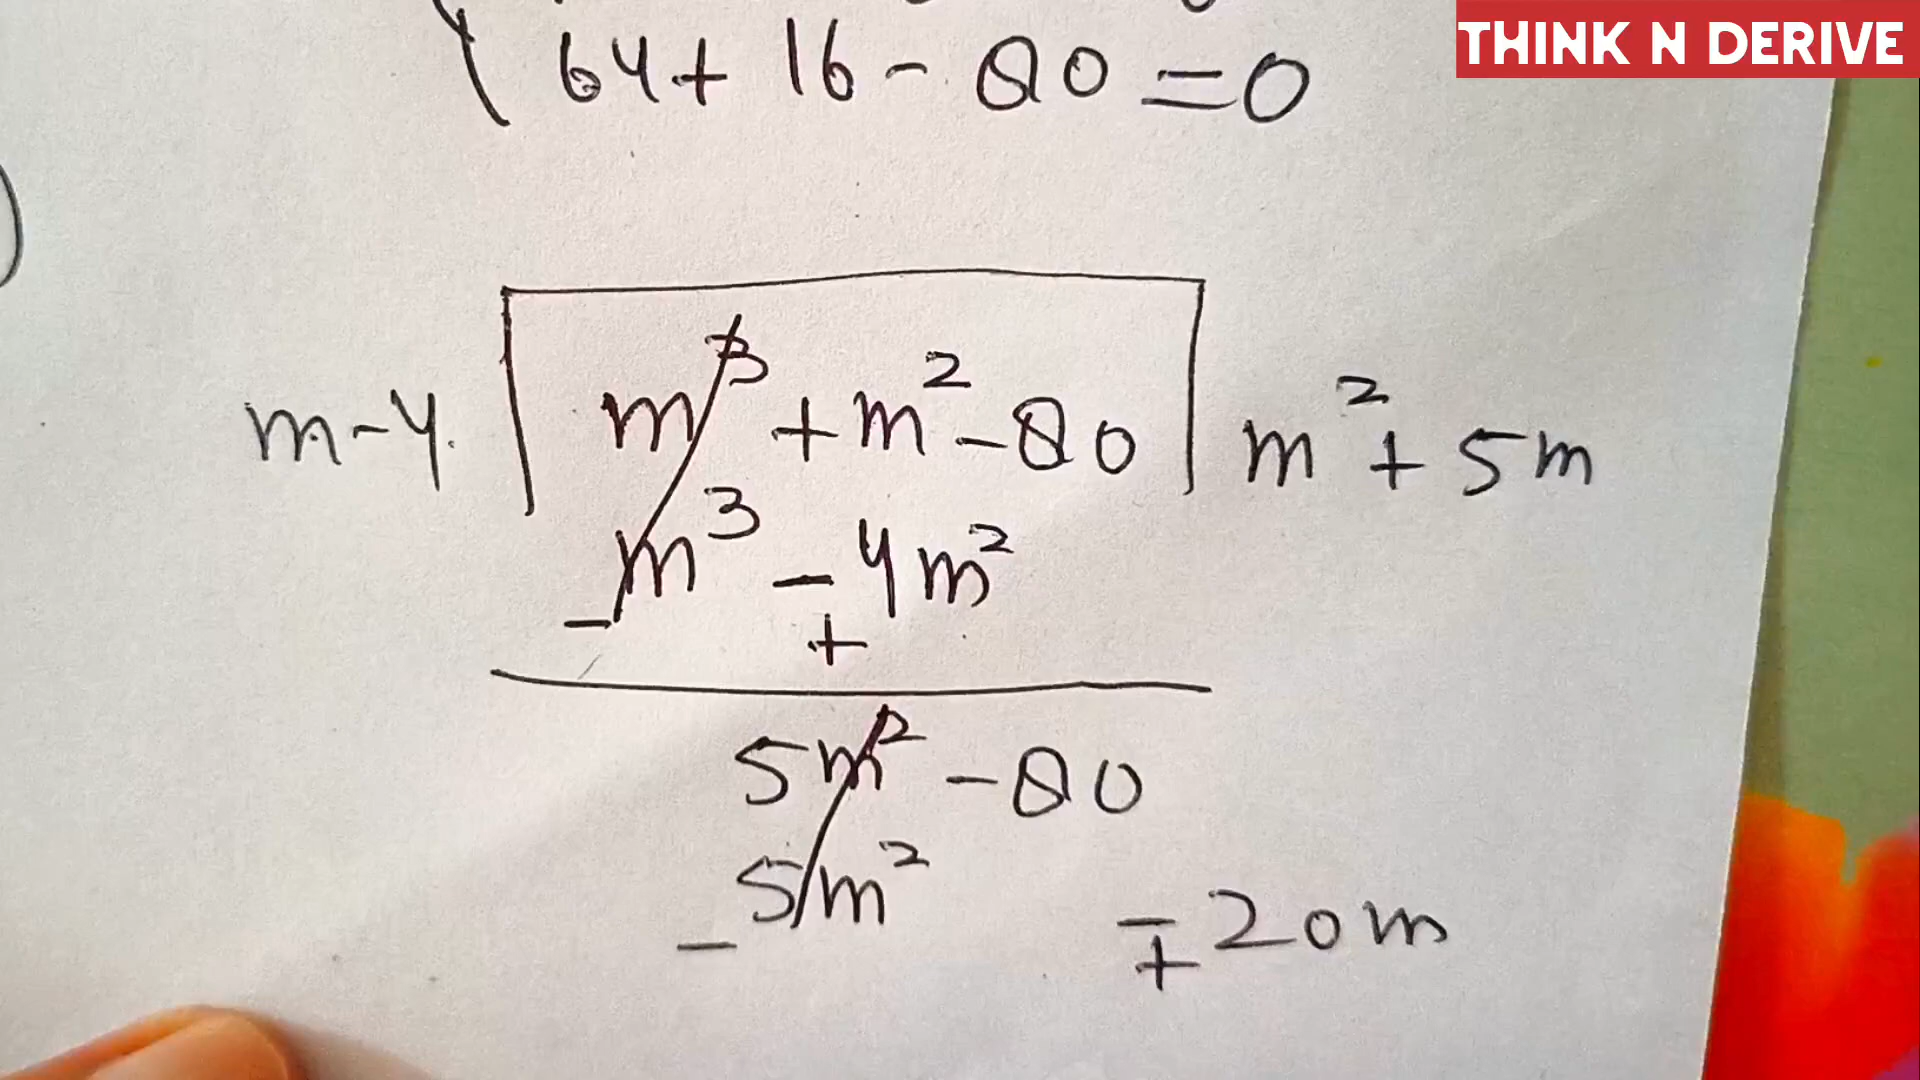 THINK N DERIVE
64 + 16 - 80 = 0
m-4 m³ + m² - 80 m² + 5m
m³ - 4m²
- +
5m² - 80
5m² - 20m
- +